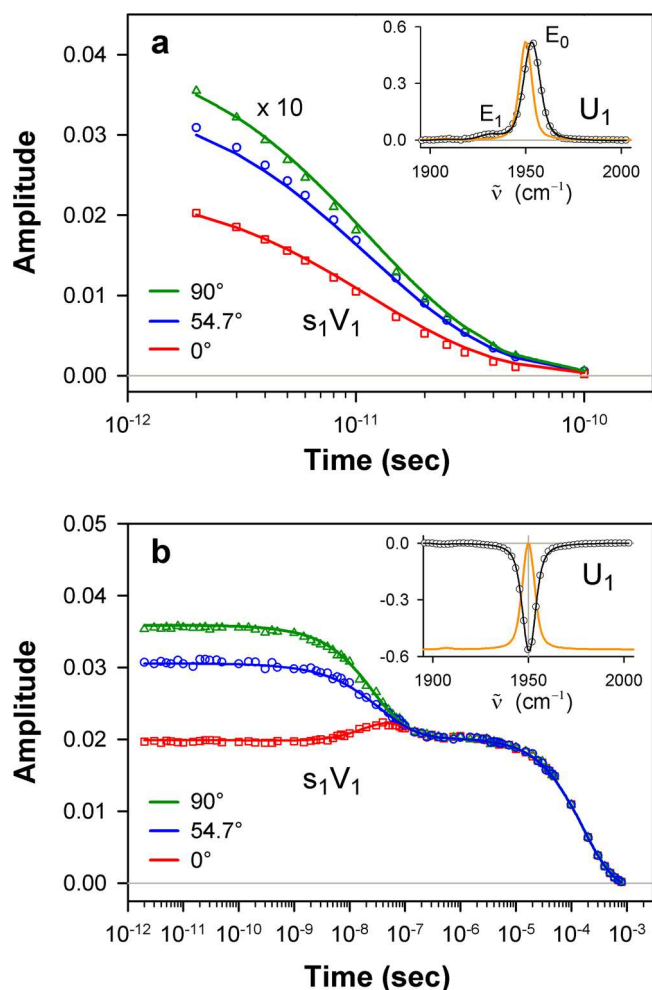 a
Amplitude
0.04
0.03
0.02
0.01
0.00
x 10
90°
54.7°
0°
s₁V₁
10⁻¹²
10⁻¹¹
10⁻¹⁰
Time (sec)
0.6
0.3
0.0
E₀
E₁
U₁
1900
1950
2000
ṽ (cm⁻¹)
b
Amplitude
0.05
0.04
0.03
0.02
0.01
0.00
90°
54.7°
0°
s₁V₁
10⁻¹² 10⁻¹¹ 10⁻¹⁰ 10⁻⁹ 10⁻⁸ 10⁻⁷ 10⁻⁶ 10⁻⁵ 10⁻⁴ 10⁻³
Time (sec)
0.0
-0.3
-0.6
U₁
1900
1950
2000
ṽ (cm⁻¹)